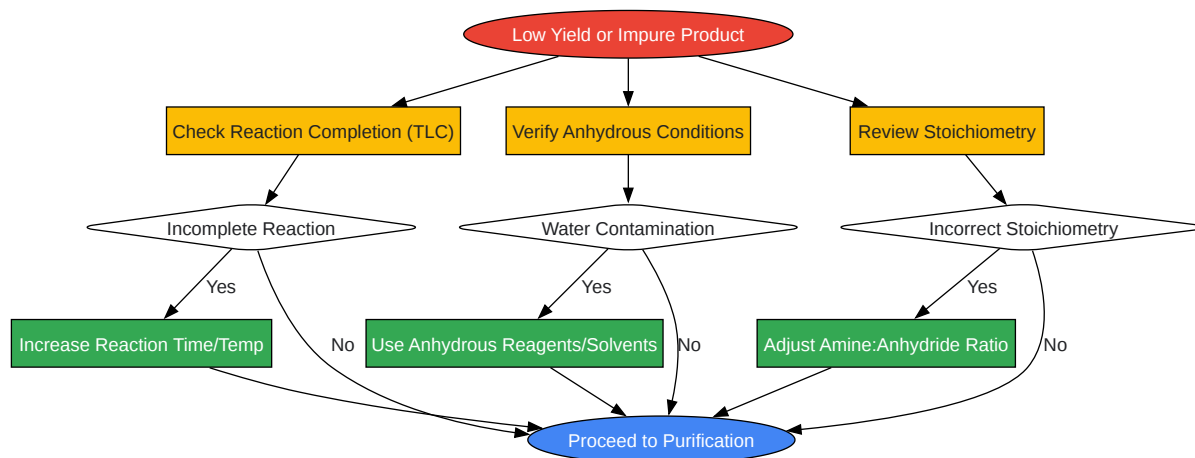 Low Yield or Impure Product
Check Reaction Completion (TLC)
Verify Anhydrous Conditions
Review Stoichiometry
Incomplete Reaction
Water Contamination
Incorrect Stoichiometry
Yes
Yes
Yes
Increase Reaction Time/Temp
No
Use Anhydrous Reagents/Solvents
No
Adjust Amine:Anhydride Ratio
No
Proceed to Purification